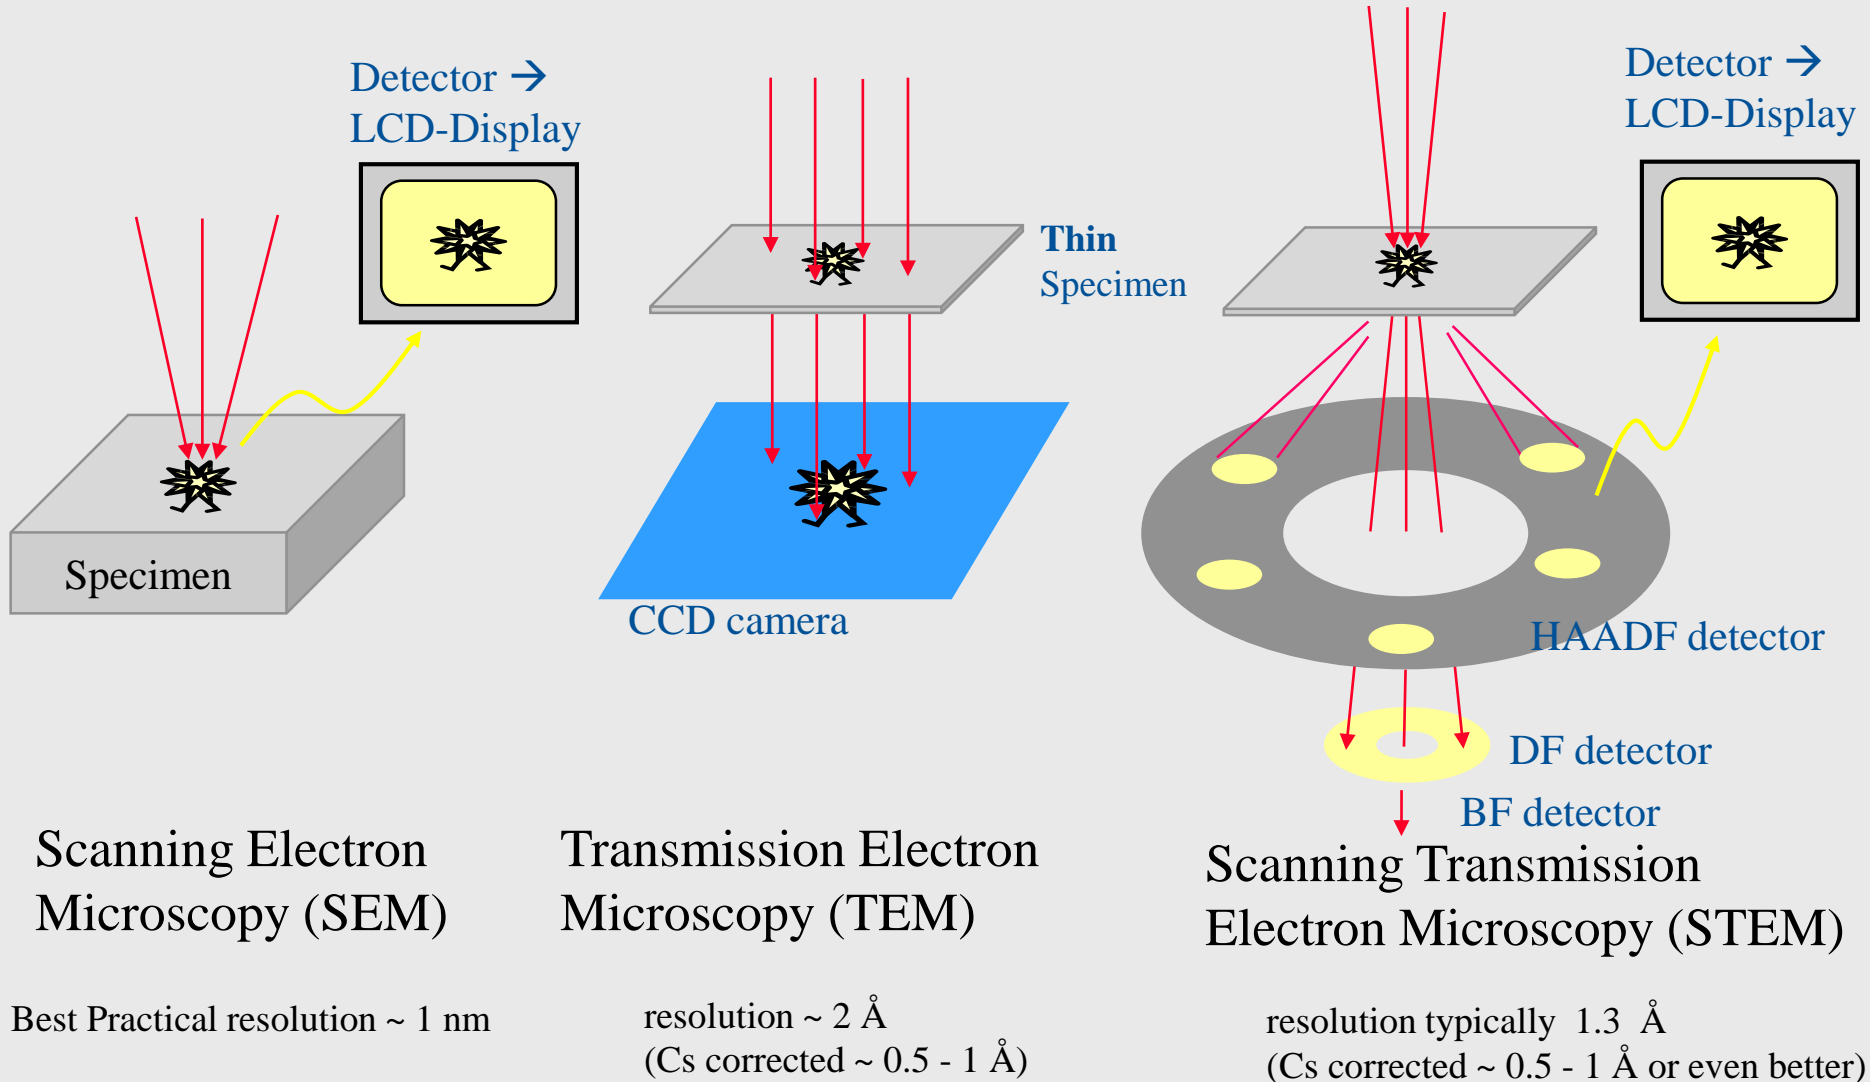 Detector →
LCD-Display
Specimen
Scanning Electron
Microscopy (SEM)
Best Practical resolution ~ 1 nm
Thin
Specimen
CCD camera
Transmission Electron
Microscopy (TEM)
resolution ~ 2 Å
(Cs corrected ~ 0.5 - 1 Å)
Detector →
LCD-Display
HAADF detector
DF detector
BF detector
Scanning Transmission
Electron Microscopy (STEM)
resolution typically 1.3 Å
(Cs corrected ~ 0.5 - 1 Å or even better)